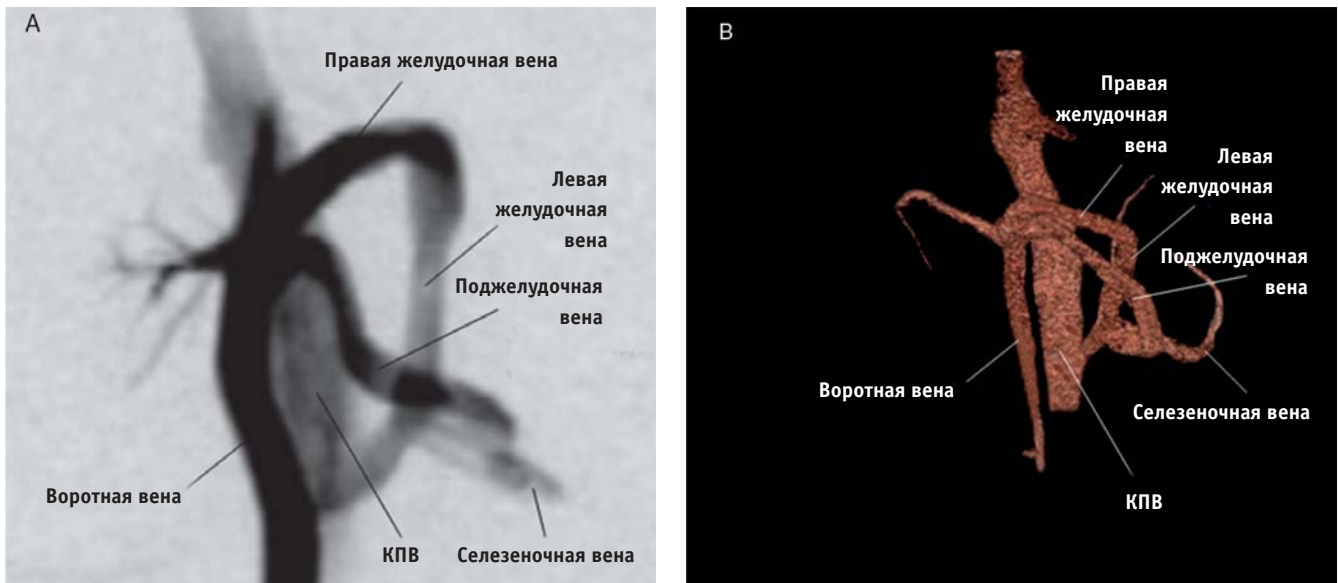 A
Правая желудочная вена
Левая
желудочная
вена
Поджелудочная
вена
Воротная вена
КПВ
Селезеночная вена
B
Правая
желудочная
вена
Левая
желудочная
вена
Поджелудочная
вена
Воротная вена
Селезеночная вена
КПВ